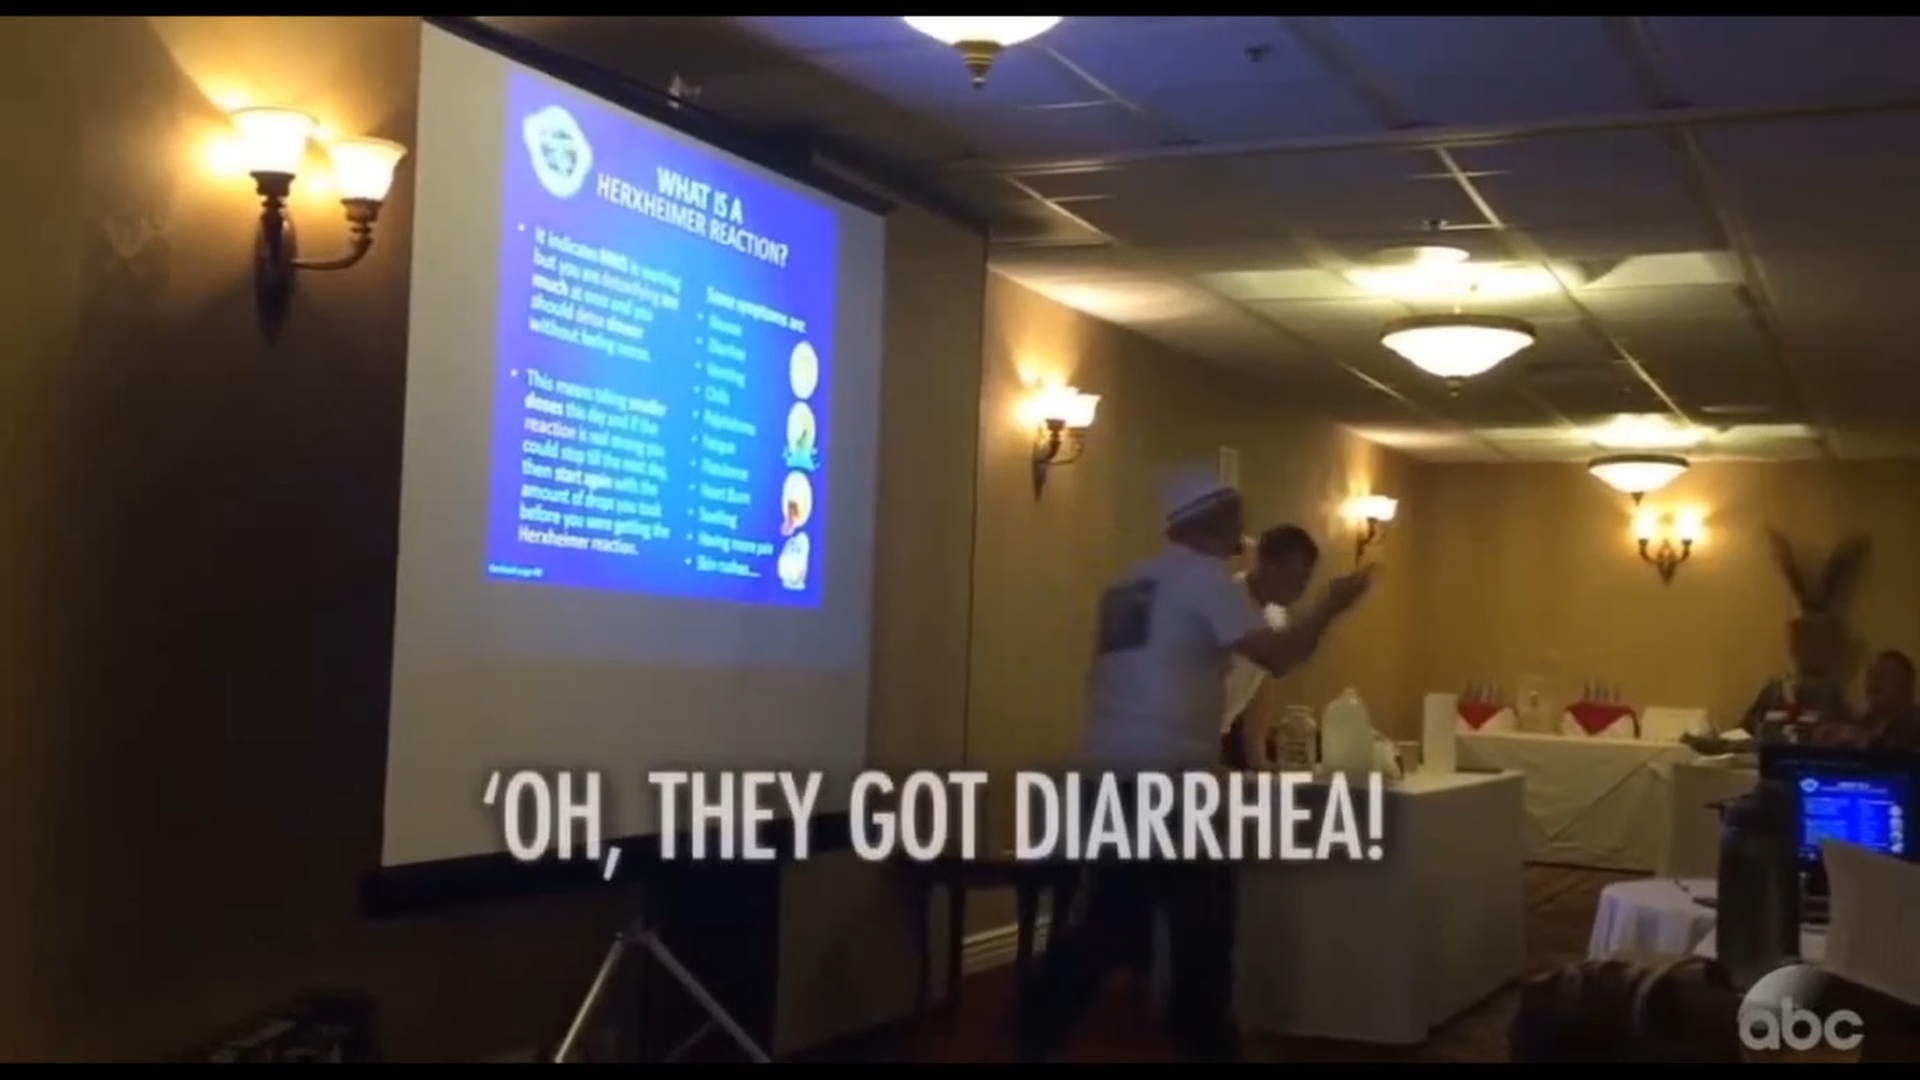 WHAT IS A
HERXHEIMER REACTION?
• It indicates MMS is working
but you are detoxifying too
much at once and you
should detox slower
without feeling worse.
• This means taking smaller
doses this day and if the
reaction is real strong you
could stop till the next day,
then start again with the
amount of drops you took
before you were getting the
Herxheimer reaction.
Some symptoms are:
• Nausea
• Diarrhea
• Vomiting
• Chills
• Palpitations
• Fatigue
• Flatulence
• Heart Burn
• Swelling
• Having more pain
• Skin rashes....
'OH, THEY GOT DIARRHEA!
abc